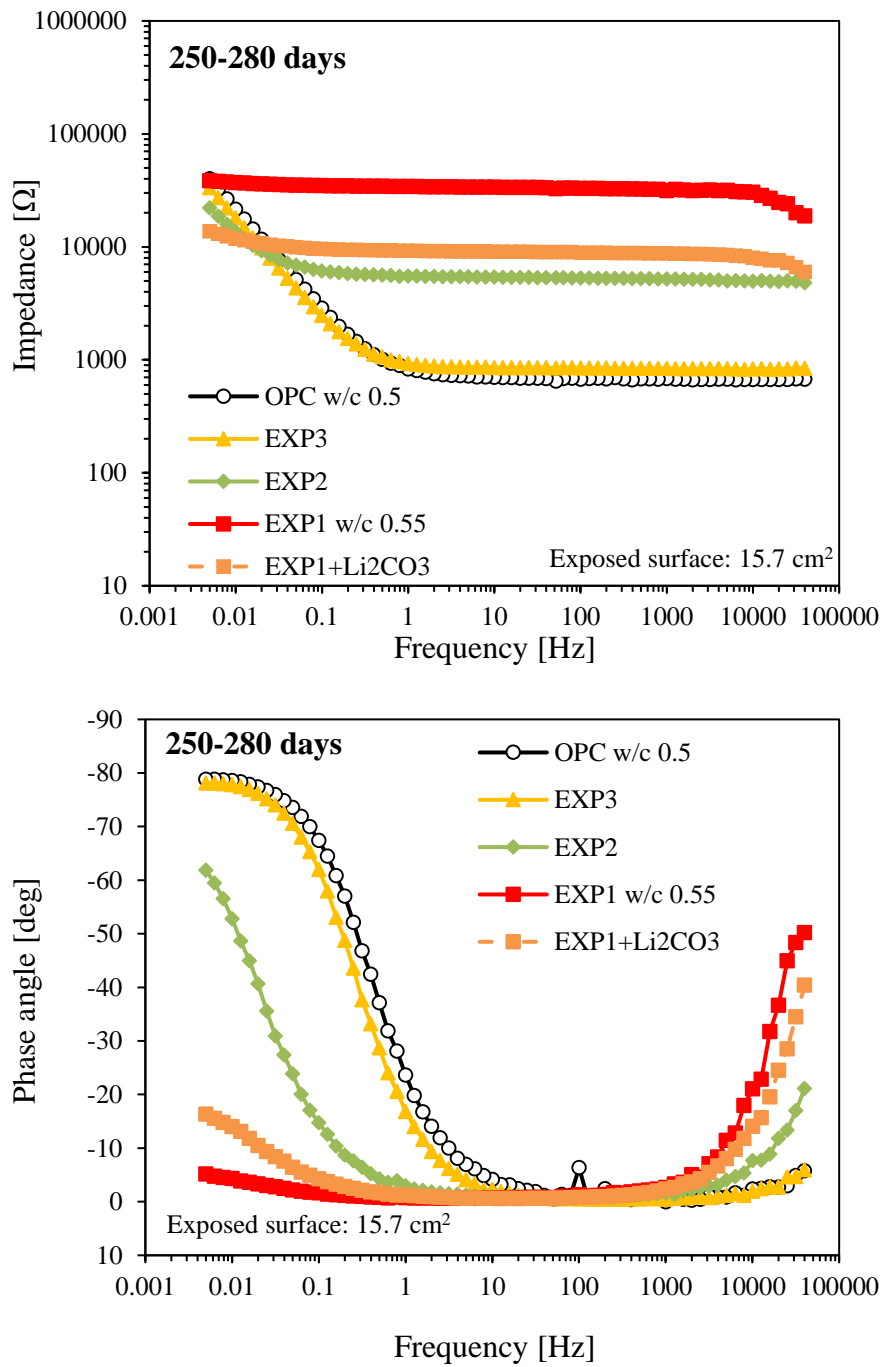 1000000
250-280 days
100000
10000
1000
100
10
Impedance [Ω]
OPC w/c 0.5
EXP3
EXP2
EXP1 w/c 0.55
EXP1+Li2CO3
Exposed surface: 15.7 cm²
0.001 0.01 0.1 1 10 100 1000 10000 100000
Frequency [Hz]
-90
250-280 days
-80
-70
-60
-50
-40
-30
-20
-10
0
10
Phase angle [deg]
OPC w/c 0.5
EXP3
EXP2
EXP1 w/c 0.55
EXP1+Li2CO3
Exposed surface: 15.7 cm²
0.001 0.01 0.1 1 10 100 1000 10000 100000
Frequency [Hz]